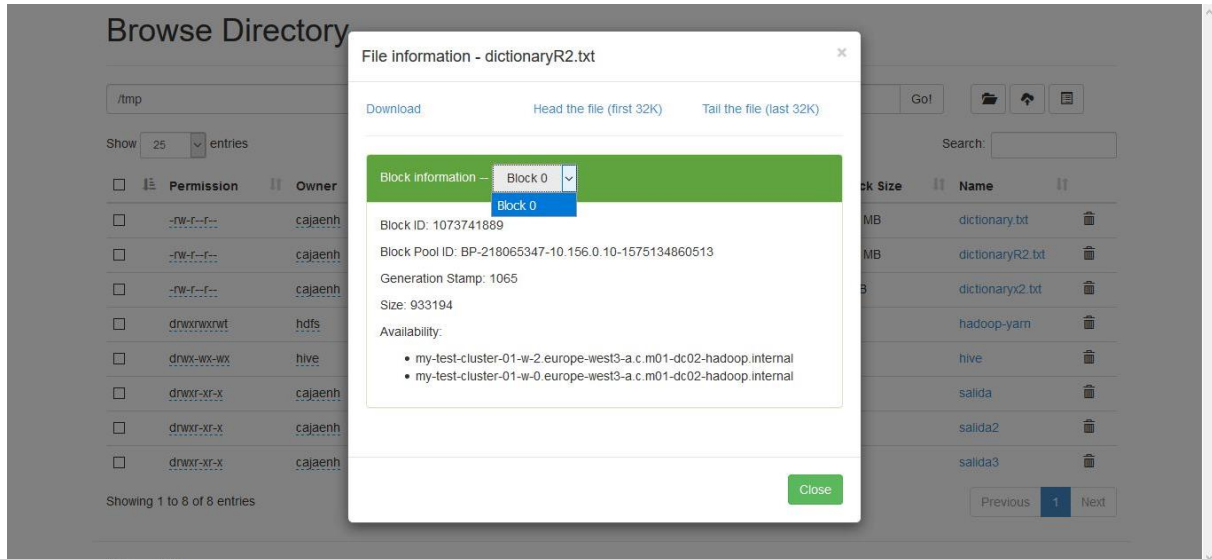 Browse Directory
File information - dictionaryR2.txt ×
/tmp Go!
Download Head the file (first 32K) Tail the file (last 32K)
Show 25 entries Search:
Block information -- Block 0
Block 0
Permission Owner ck Size Name
-rw-r--r-- cajaenh MB dictionary.txt
-rw-r--r-- cajaenh MB dictionaryR2.txt
-rw-r--r-- cajaenh B dictionaryx2.txt
drwxrwxrwt hdfs hadoop-yarn
drwx-wx-wx hive hive
drwxr-xr-x cajaenh salida
drwxr-xr-x cajaenh salida2
drwxr-xr-x cajaenh salida3
Block ID: 1073741889
Block Pool ID: BP-218065347-10.156.0.10-1575134860513
Generation Stamp: 1065
Size: 933194
Availability:
• my-test-cluster-01-w-2.europe-west3-a.c.m01-dc02-hadoop.internal
• my-test-cluster-01-w-0.europe-west3-a.c.m01-dc02-hadoop.internal
Close
Showing 1 to 8 of 8 entries Previous 1 Next